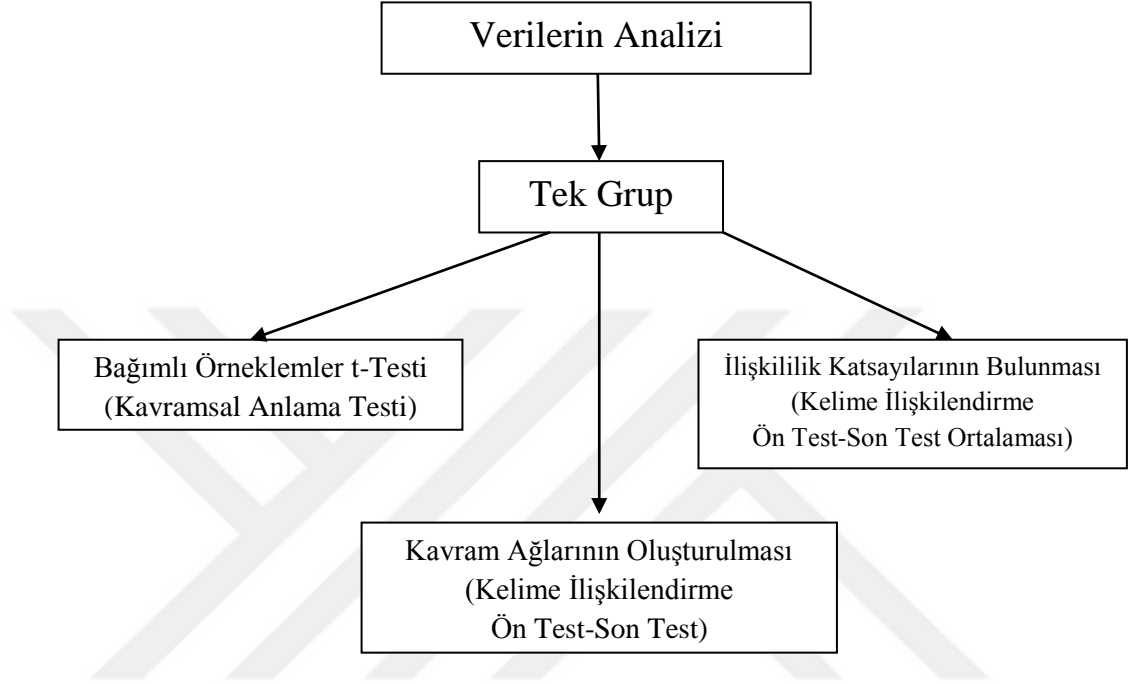 Verilerin Analizi
Tek Grup
Bağımlı Örneklemler t-Testi
(Kavramsal Anlama Testi)
İlişkililik Katsayılarının Bulunması
(Kelime İlişkilendirme
Ön Test-Son Test Ortalaması)
Kavram Ağlarının Oluşturulması
(Kelime İlişkilendirme
Ön Test-Son Test)